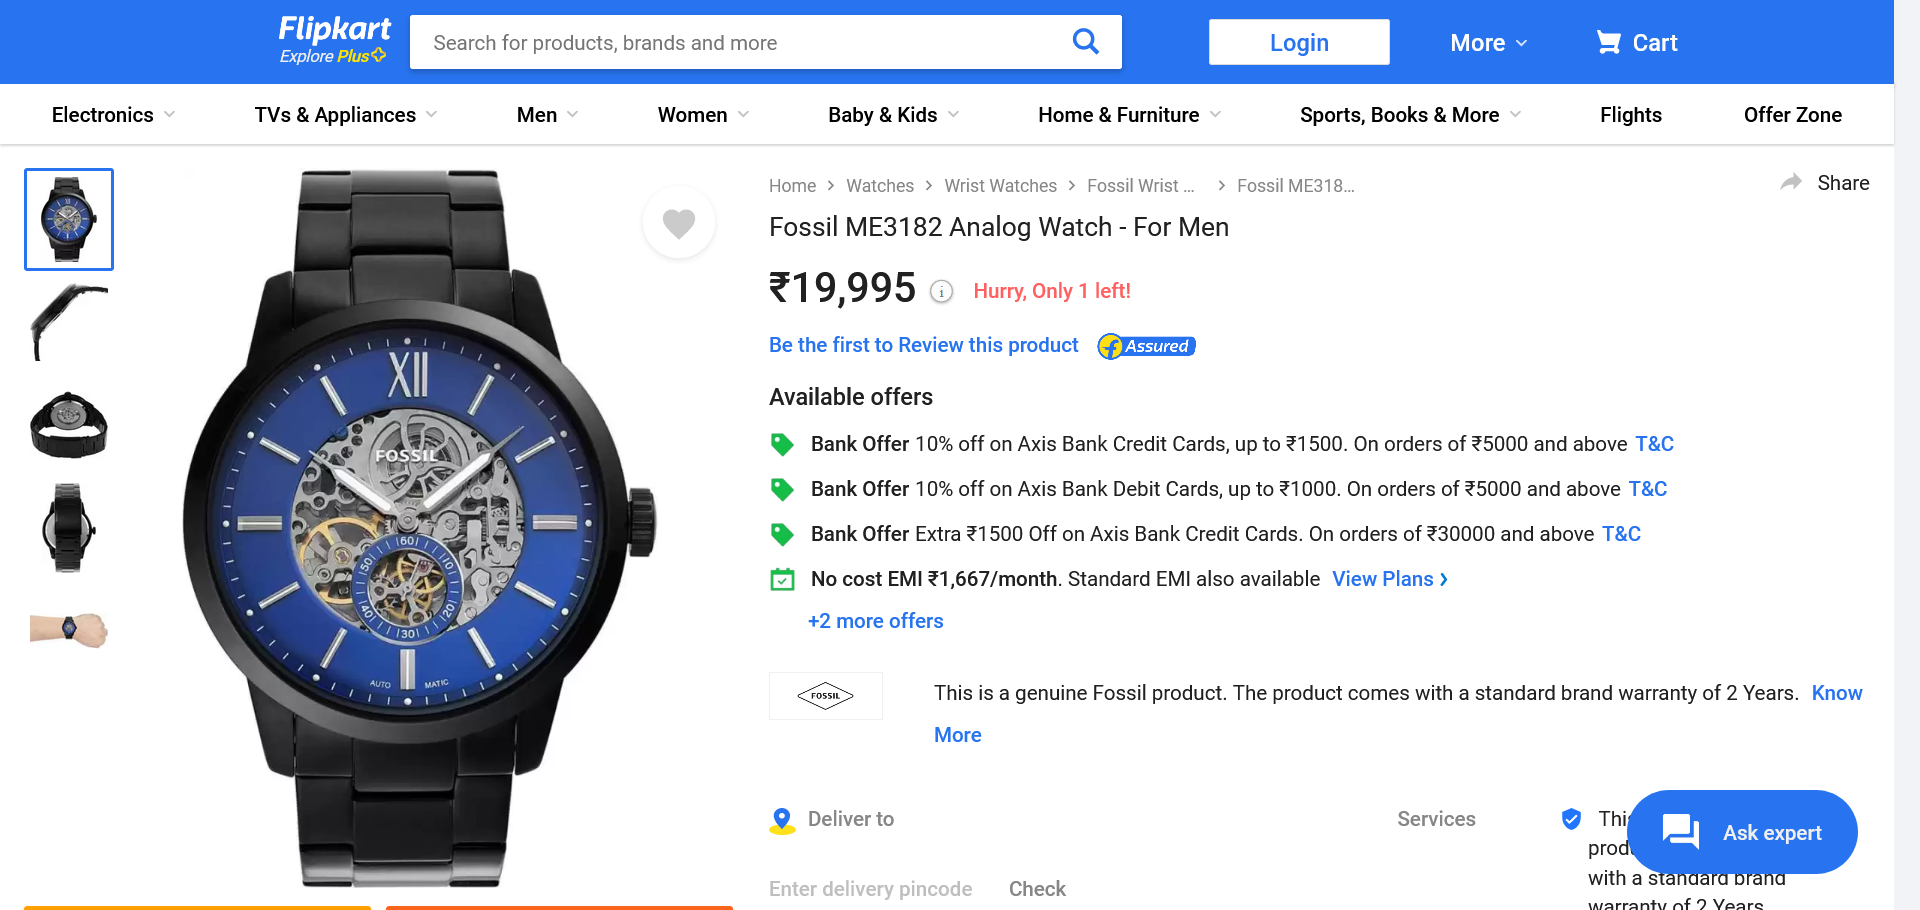 Flipkart
Explore Plus
Search for products, brands and more
Login
More
Cart
Electronics
TVs & Appliances
Men
Women
Baby & Kids
Home & Furniture
Sports, Books & More
Flights
Offer Zone
Home
Watches
Wrist Watches
Fossil Wrist ...
Fossil ME318...
Share
Fossil ME3182 Analog Watch - For Men
₹19,995
i
Hurry, Only 1 left!
Be the first to Review this product
f Assured
Available offers
Bank Offer 10% off on Axis Bank Credit Cards, up to ₹1500. On orders of ₹5000 and above T&C
Bank Offer 10% off on Axis Bank Debit Cards, up to ₹1000. On orders of ₹5000 and above T&C
Bank Offer Extra ₹1500 Off on Axis Bank Credit Cards. On orders of ₹30000 and above T&C
No cost EMI ₹1,667/month. Standard EMI also available View Plans
+2 more offers
FOSSIL
This is a genuine Fossil product. The product comes with a standard brand warranty of 2 Years. Know
More
Deliver to
Services
Enter delivery pincode
Check
Ask expert
with a standard brand
warranty of 2 Years
XII
FOSSIL
60
10
20
30
40
50
AUTO MATIC